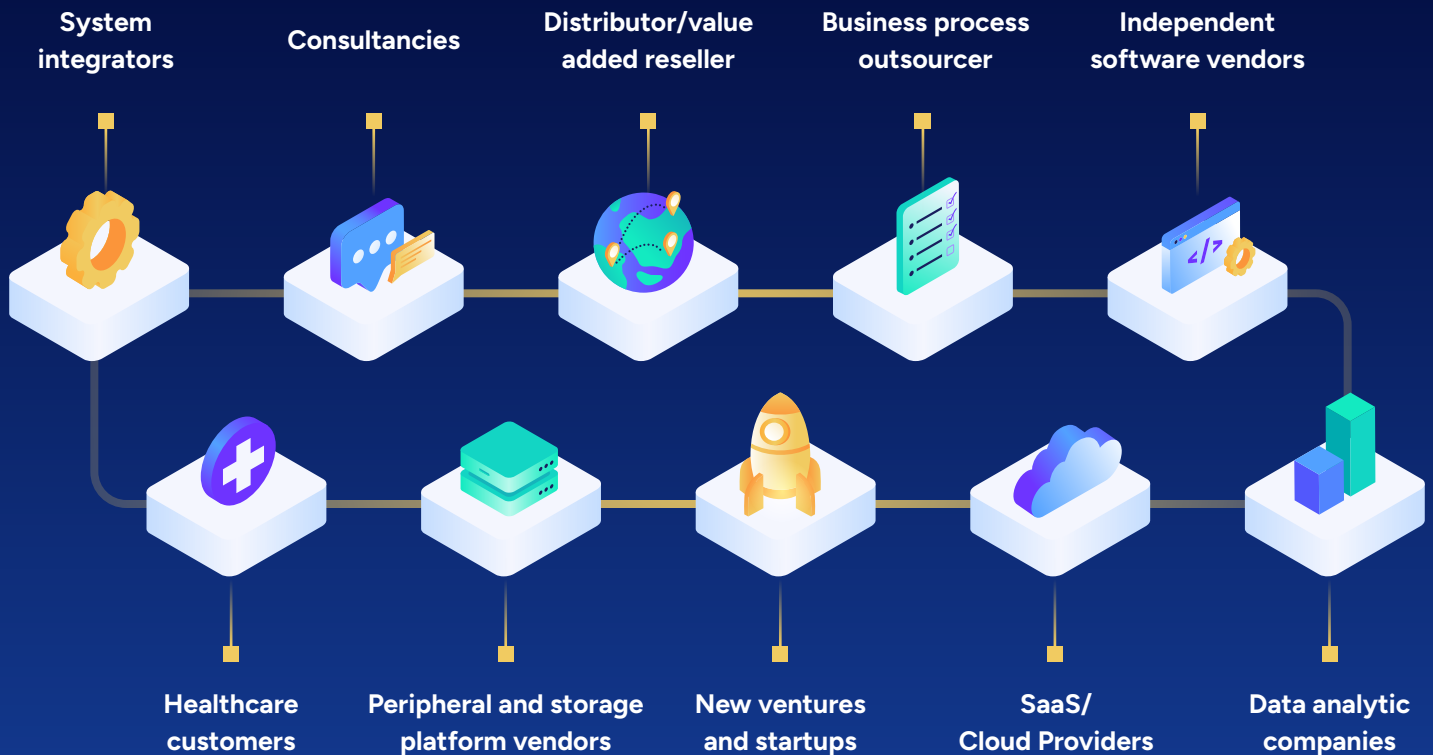 System
integrators
Consultancies
Distributor/value
added reseller
Business process
outsourcer
Independent
software vendors
</>
Healthcare
customers
Peripheral and storage
platform vendors
New ventures
and startups
SaaS/
Cloud Providers
Data analytic
companies